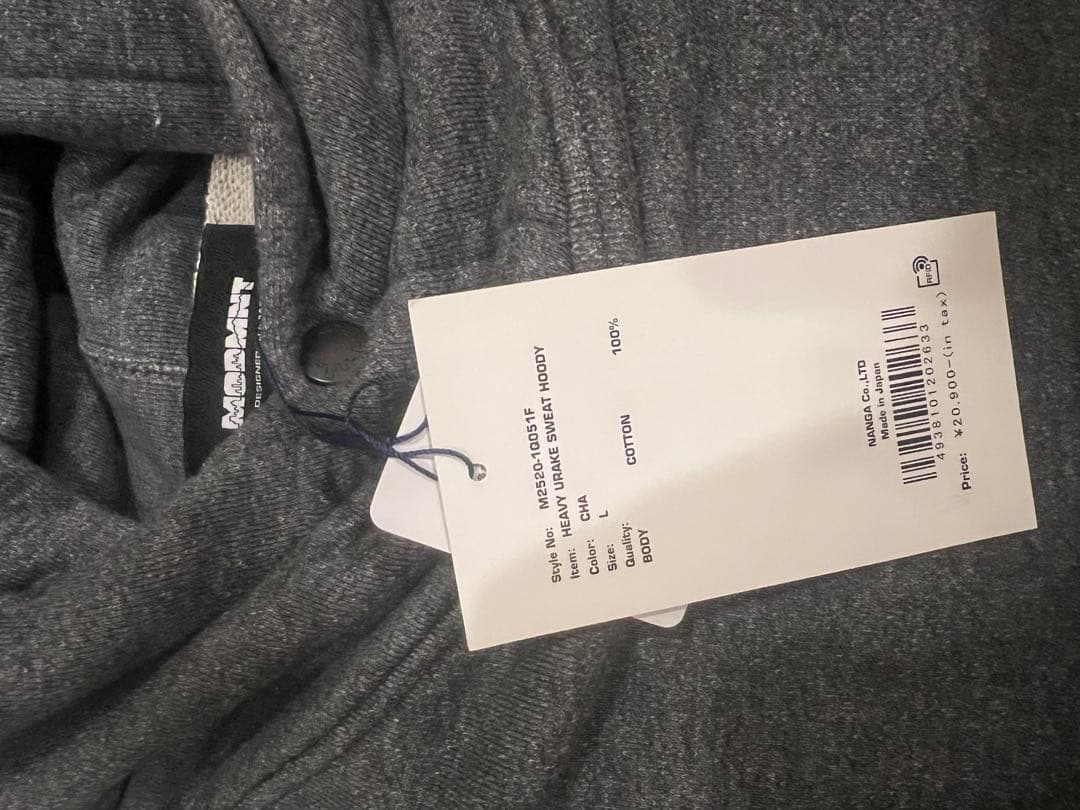 MOURMNT
DESIGNED
Style No: M2520-1Q051F
Item: HEAVY URAKE SWEAT HOODY
Color: CHA
Size: L
Quality:
BODY COTTON 100%
NANGA Co.,LTD
Made in Japan
4938101202633
Price: ¥20,900-(in tax)
RFID